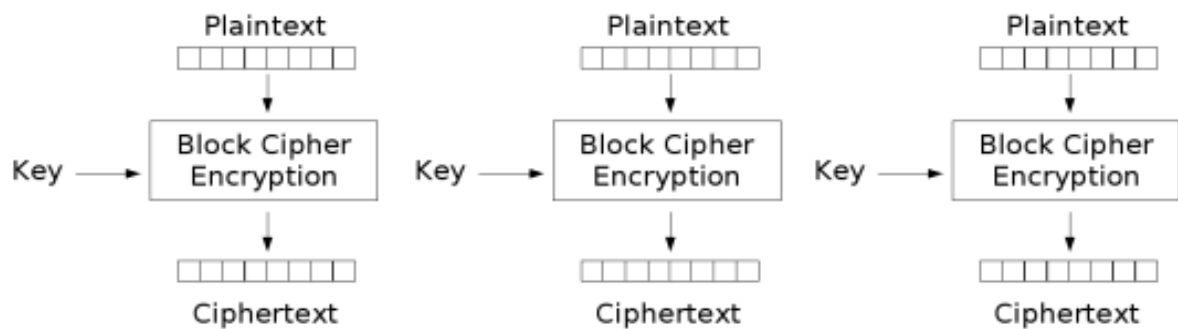 Plaintext Plaintext Plaintext
Block Cipher Block Cipher Block Cipher
Key Key Key
Encryption Encryption Encryption
Ciphertext Ciphertext Ciphertext